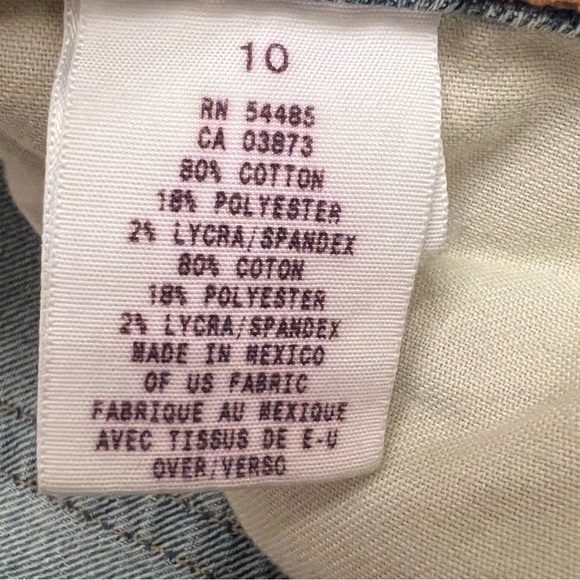 10
RN 54485
CA 03873
80% COTTON
18% POLYESTER
2% LYCRA/SPANDEX
80% COTON
18% POLYESTER
2% LYCRA/SPANDEX
MADE IN MEXICO
OF US FABRIC
FABRIQUE AU MEXIQUE
AVEC TISSUS DE E-U
OVER/VERSO